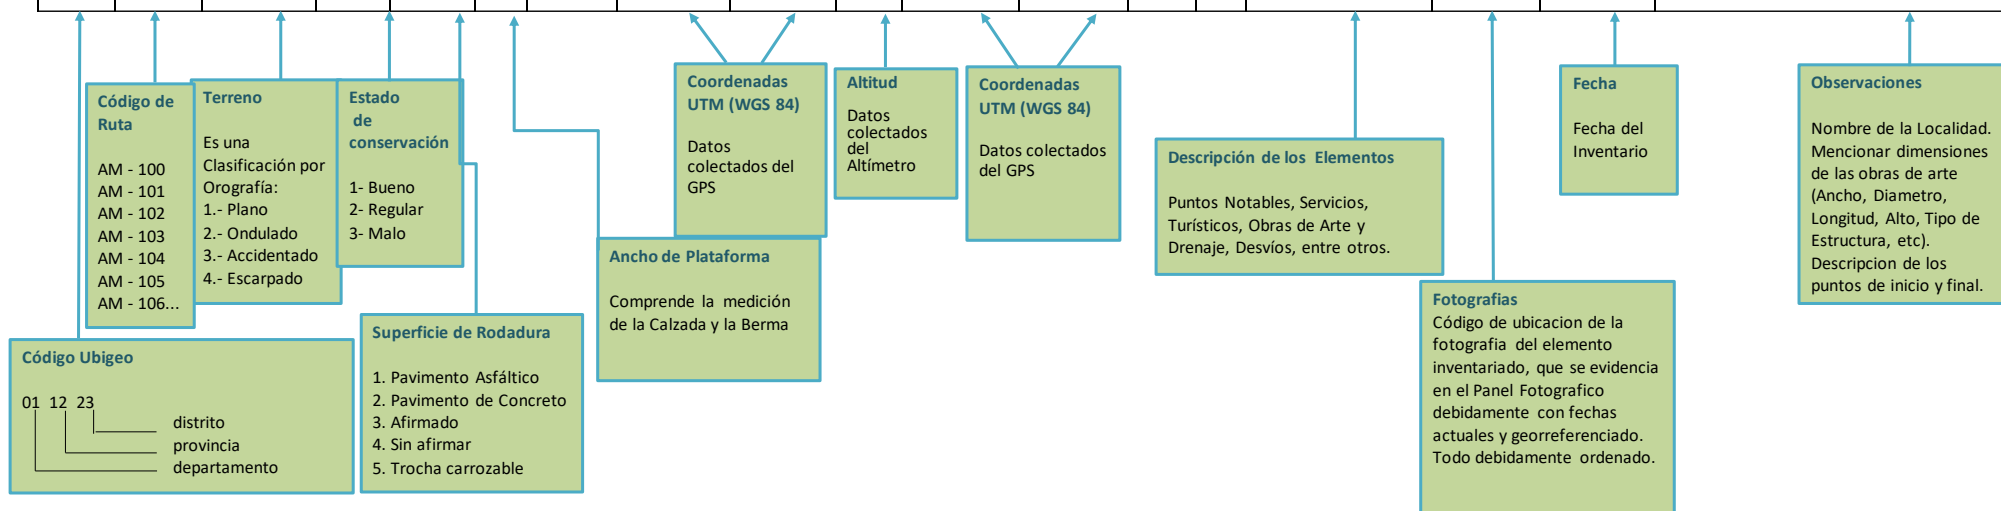 Código de
Ruta
AM - 100
AM - 101
AM - 102
AM - 103
AM - 104
AM - 105
AM - 106...
Terreno
Es una
Clasificación por
Orografía:
1.- Plano
2.- Ondulado
3.- Accidentado
4.- Escarpado
Estado
de
conservación
1- Bueno
2- Regular
3- Malo
Coordenadas
UTM (WGS 84)
Datos
colectados del
GPS
Altitud
Datos
colectados
del
Altímetro
Coordenadas
UTM (WGS 84)
Datos colectados
del GPS
Descripción de los Elementos
Puntos Notables, Servicios,
Turísticos, Obras de Arte y
Drenaje, Desvíos, entre otros.
Fecha
Fecha del
Inventario
Observaciones
Nombre de la Localidad.
Mencionar dimensiones
de las obras de arte
(Ancho, Diametro,
Longitud, Alto, Tipo de
Estructura, etc).
Descripcion de los
puntos de inicio y final.
Código Ubigeo
01 12 23
distrito
provincia
departamento
Superficie de Rodadura
1. Pavimento Asfáltico
2. Pavimento de Concreto
3. Afirmado
4. Sin afirmar
5. Trocha carrozable
Ancho de Plataforma
Comprende la medición
de la Calzada y la Berma
Fotografias
Código de ubicacion de la
fotografia del elemento
inventariado, que se evidencia
en el Panel Fotografico
debidamente con fechas
actuales y georreferenciado.
Todo debidamente ordenado.